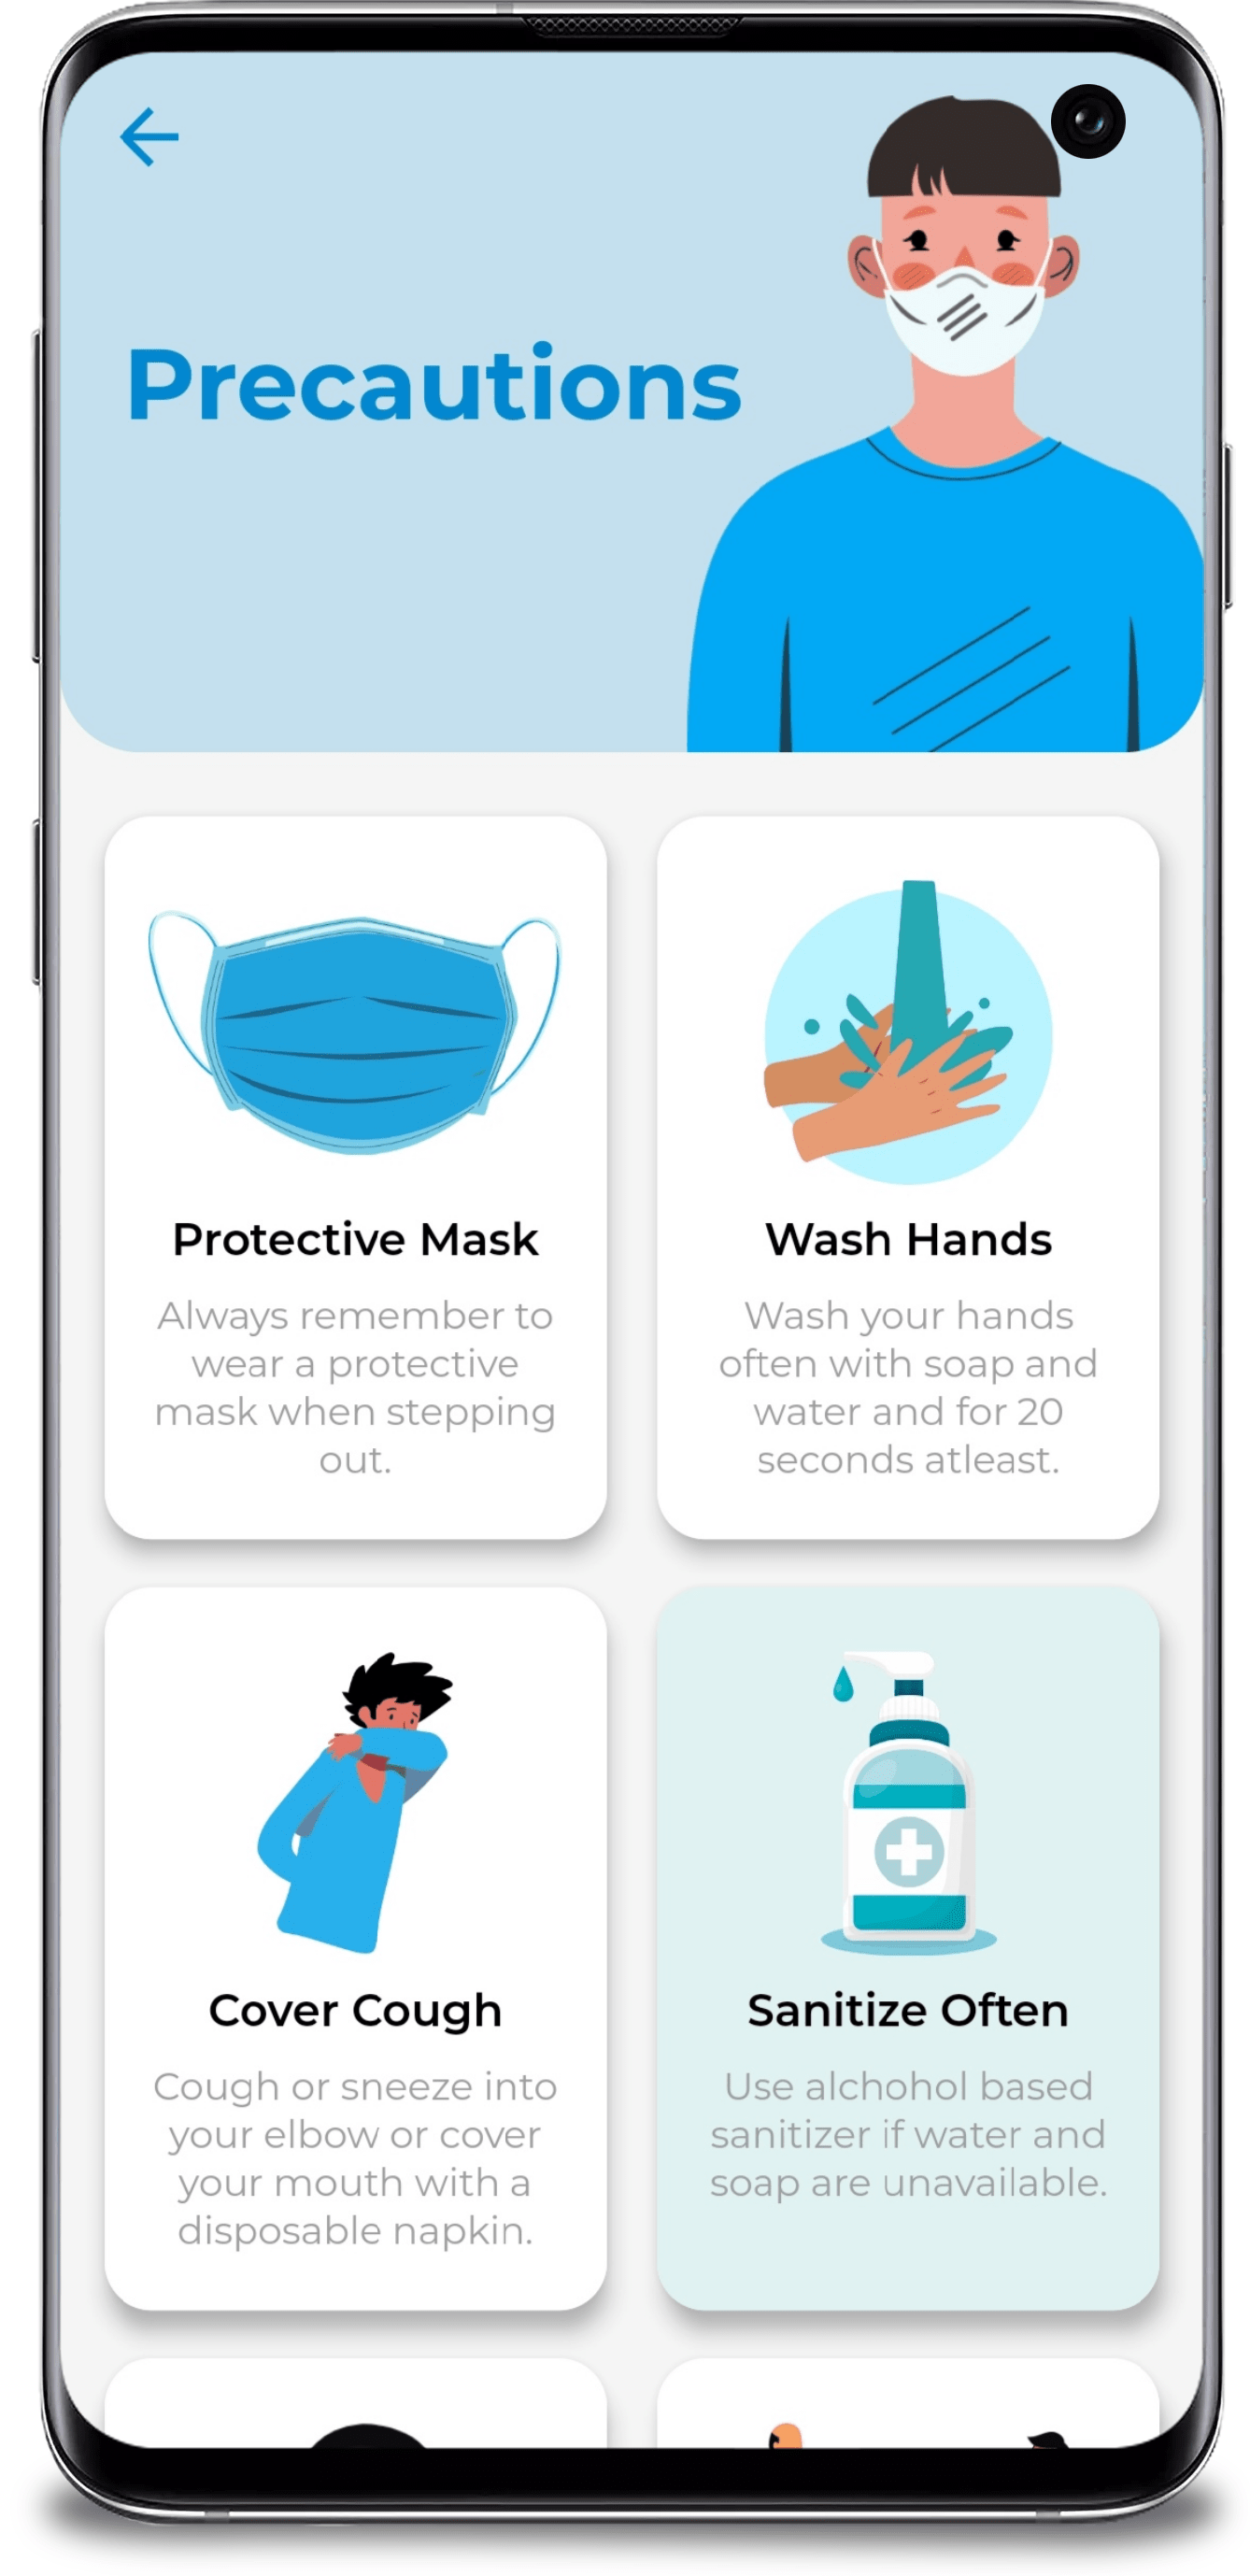 Precautions
Protective Mask
Always remember to
wear a protective
mask when stepping
out.
Wash Hands
Wash your hands
often with soap and
water and for 20
seconds atleast.
Cover Cough
Cough or sneeze into
your elbow or cover
your mouth with a
disposable napkin.
Sanitize Often
Use alchohol based
sanitizer if water and
soap are unavailable.